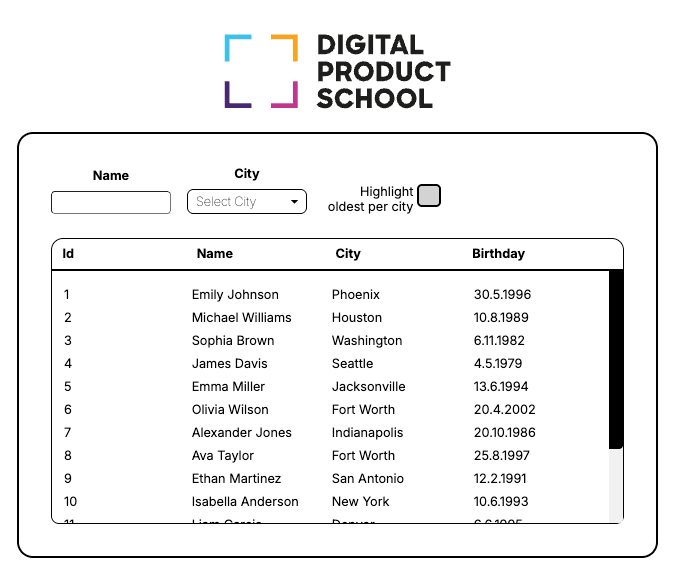 DIGITAL
PRODUCT
SCHOOL
Name
City
Select City
Highlight
oldest per city
Id Name City Birthday
1 Emily Johnson Phoenix 30.5.1996
2 Michael Williams Houston 10.8.1989
3 Sophia Brown Washington 6.11.1982
4 James Davis Seattle 4.5.1979
5 Emma Miller Jacksonville 13.6.1994
6 Olivia Wilson Fort Worth 20.4.2002
7 Alexander Jones Indianapolis 20.10.1986
8 Ava Taylor Fort Worth 25.8.1997
9 Ethan Martinez San Antonio 12.2.1991
10 Isabella Anderson New York 10.6.1993